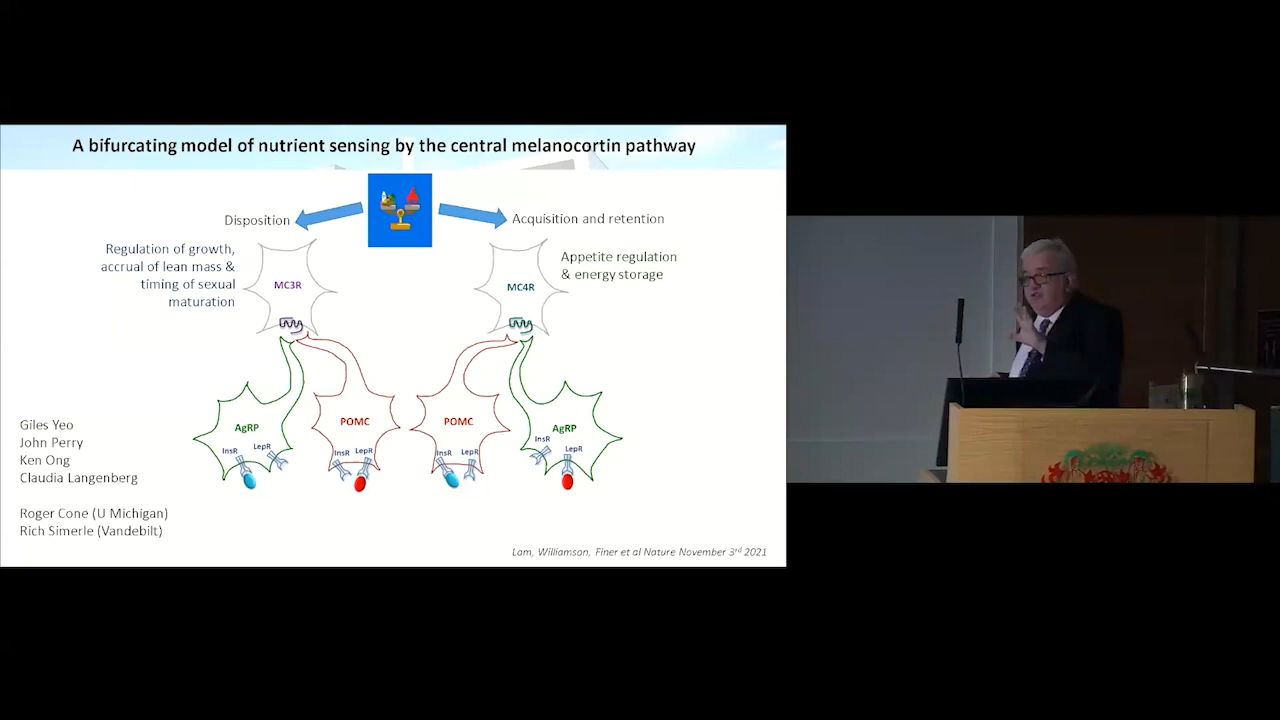 A bifurcating model of nutrient sensing by the central melanocortin pathway
Disposition
Acquisition and retention
Regulation of growth,
accrual of lean mass &
timing of sexual
maturation
Appetite regulation
& energy storage
MC3R
MC4R
AgRP
POMC
POMC
AgRP
InsR
LepR
InsR
LepR
InsR
LepR
InsR
LepR
Giles Yeo
John Perry
Ken Ong
Claudia Langenberg
Roger Cone (U Michigan)
Rich Simerle (Vandebilt)
Lam, Williamson, Finer et al Nature November 3rd 2021